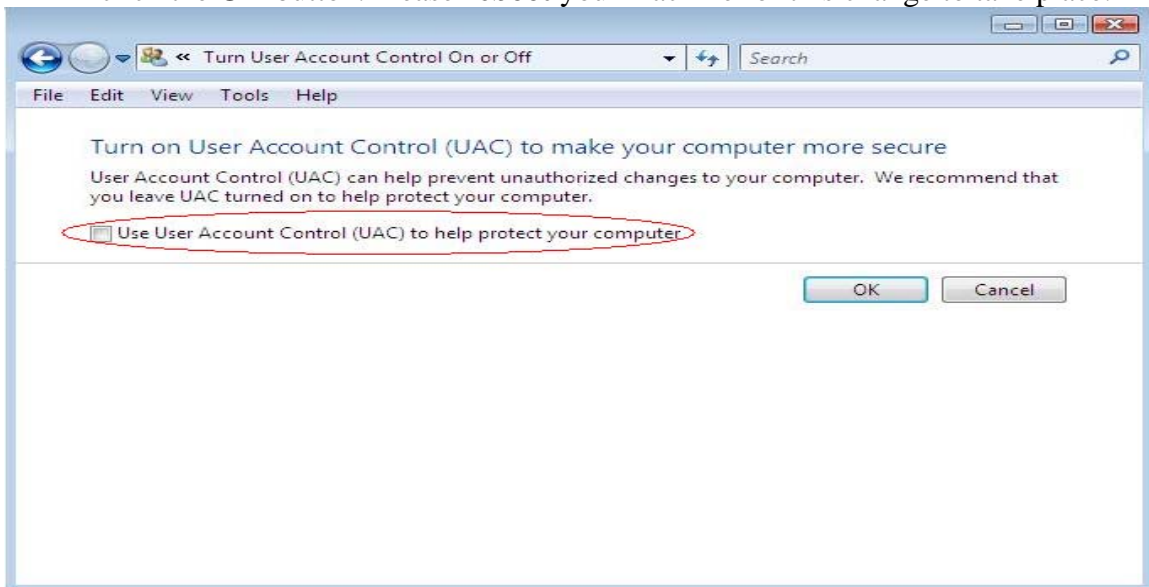 Turn User Account Control On or Off
Search
File Edit View Tools Help
Turn on User Account Control (UAC) to make your computer more secure
User Account Control (UAC) can help prevent unauthorized changes to your computer. We recommend that
you leave UAC turned on to help protect your computer.
Use User Account Control (UAC) to help protect your computer
OK Cancel